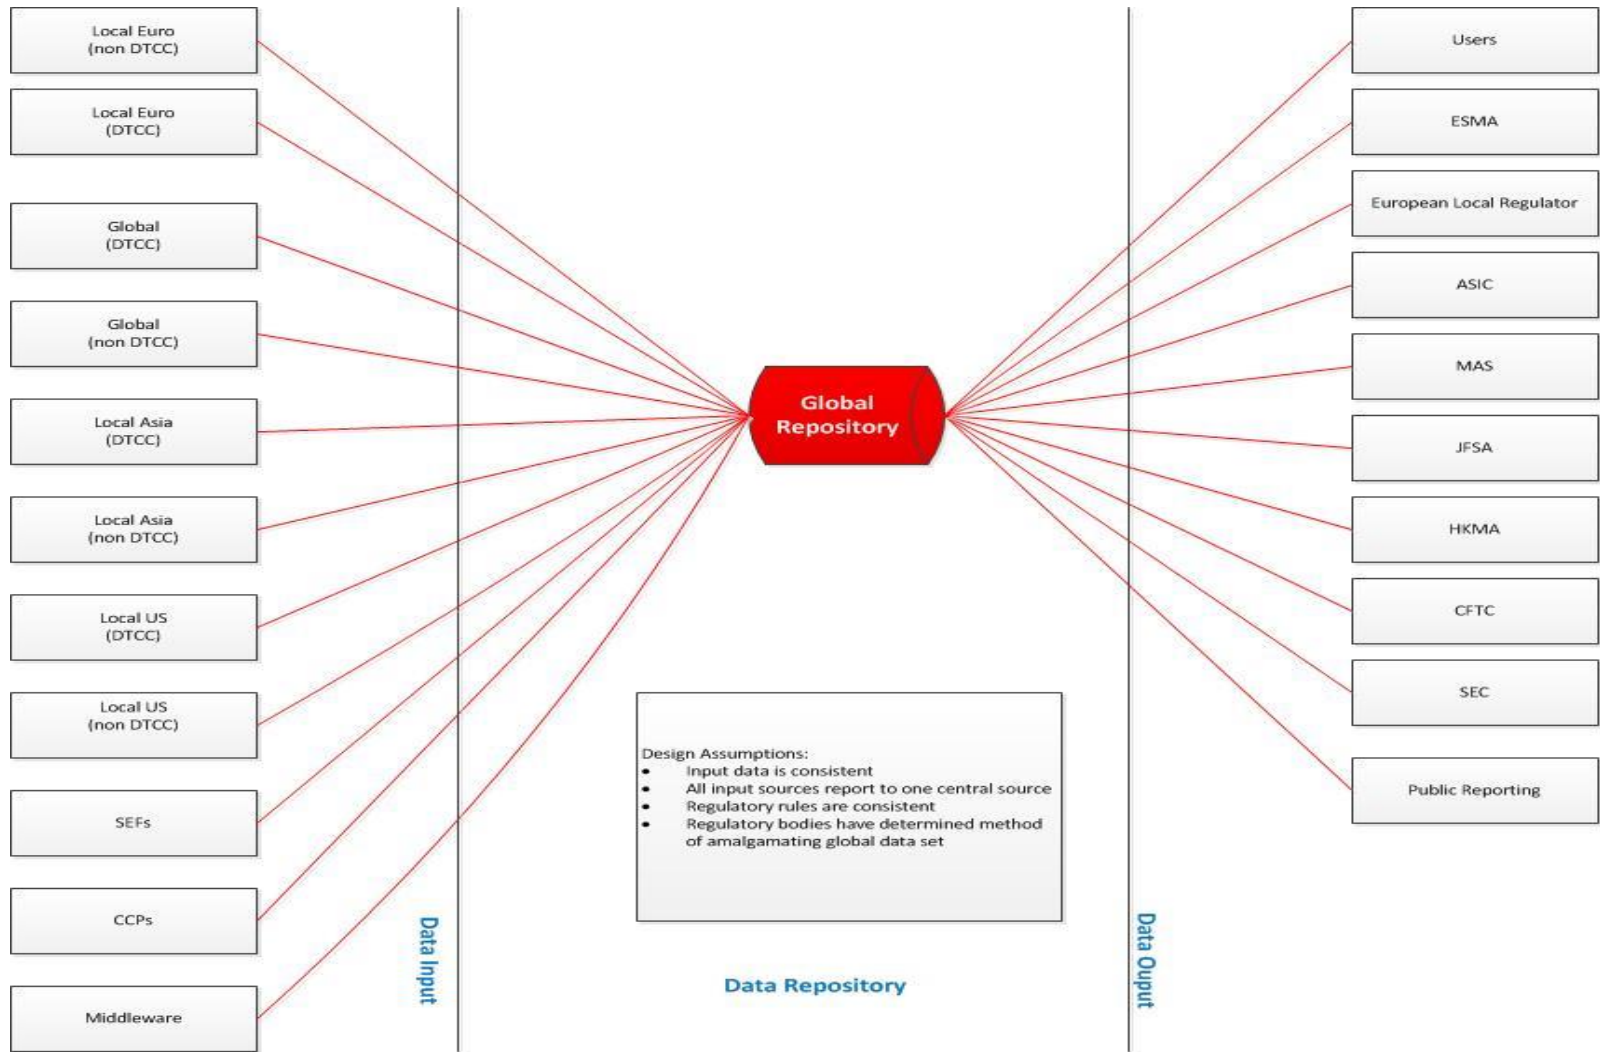 Local Euro
(non DTCC)
Local Euro
(DTCC)
Global
(DTCC)
Global
(non DTCC)
Local Asia
(DTCC)
Local Asia
(non DTCC)
Local US
(DTCC)
Local US
(non DTCC)
SEFs
CCPs
Middleware
Data Input
Global
Repository
Design Assumptions:
• Input data is consistent
• All input sources report to one central source
• Regulatory rules are consistent
• Regulatory bodies have determined method
of amalgamating global data set
Data Repository
Data Ouput
Users
ESMA
European Local Regulator
ASIC
MAS
JFSA
HKMA
CFTC
SEC
Public Reporting